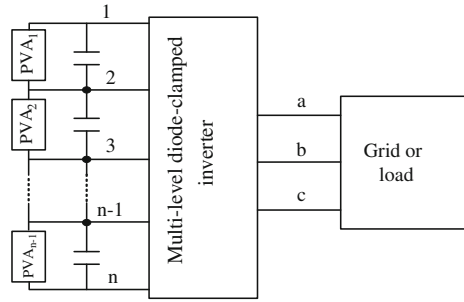 1
PVA1
2
PVA2
3
n-1
PVAn-1
n
Multi-level diode-clamped
inverter
a
b
c
Grid or
load